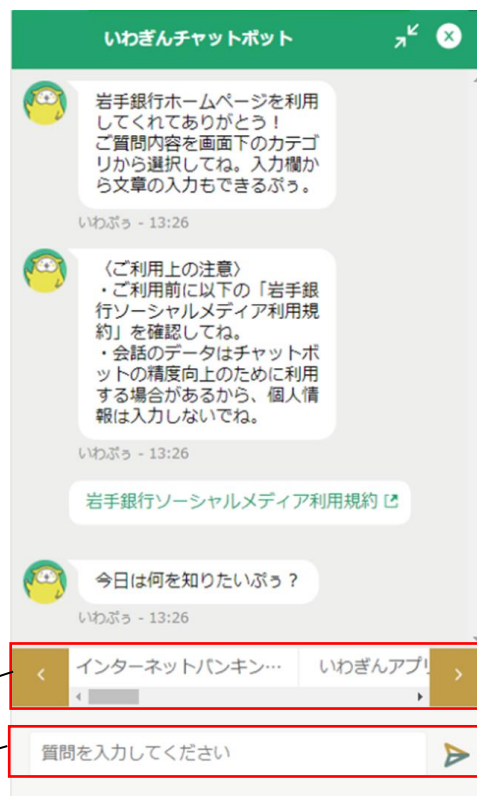 いわぎんチャットボット
岩手銀行ホームページを利用
してくれてありがとう！
ご質問内容を画面下のカテゴ
リから選択してね。入力欄か
ら文章の入力もできるぷぅ。
いわぷぅ - 13:26
〈ご利用上の注意〉
・ご利用前に以下の「岩手銀
行ソーシャルメディア利用規
約」を確認してね。
・会話のデータはチャットボ
ットの精度向上のために利用
する場合があるから、個人情
報は入力しないでね。
いわぷぅ - 13:26
岩手銀行ソーシャルメディア利用規約
今日は何を知りたいぷぅ？
いわぷぅ - 13:26
インターネットバンキン… いわぎんアプリ
質問を入力してください